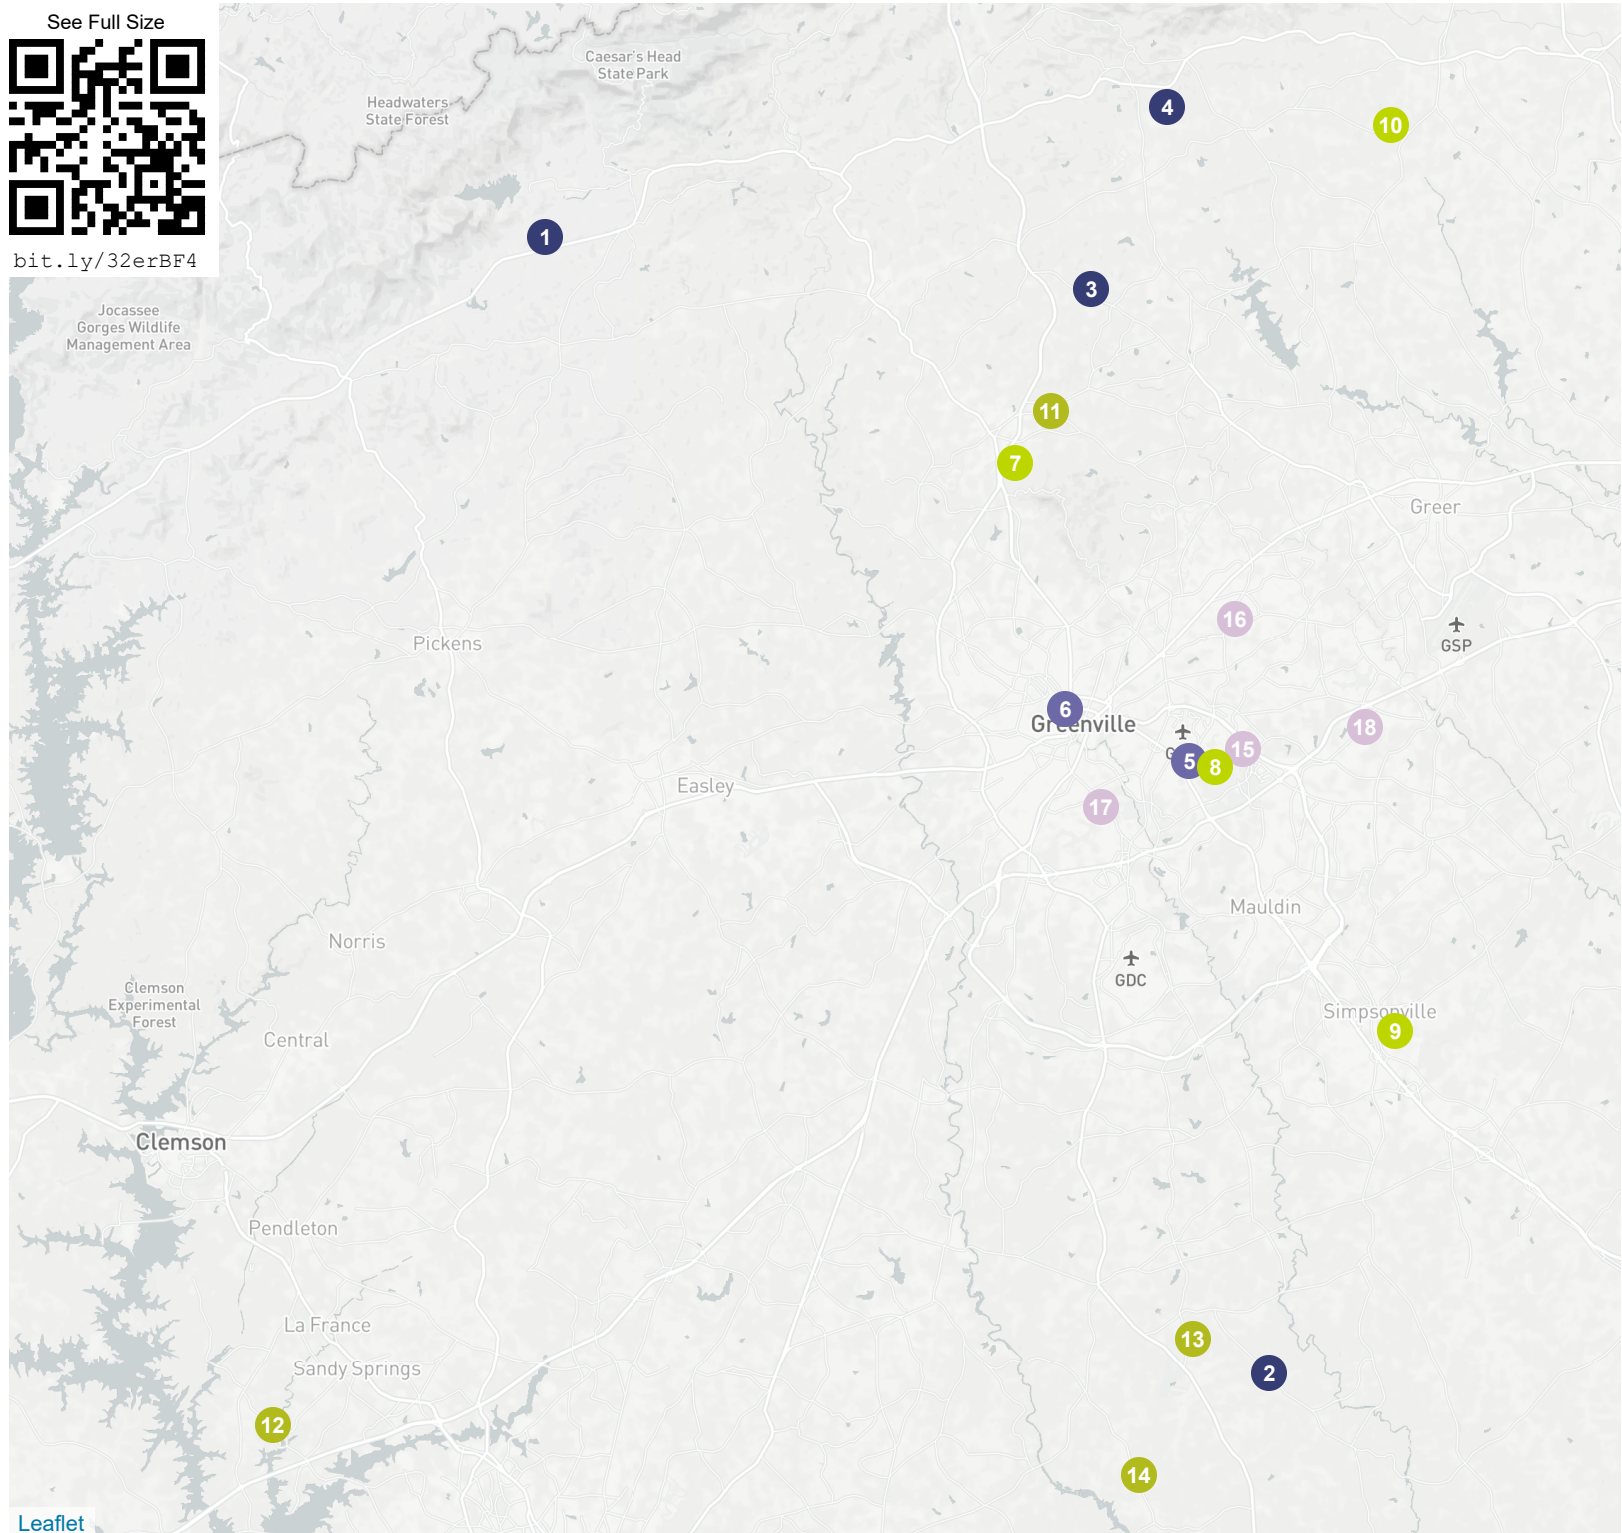 See Full Size
bit.ly/32erBF4
Caesar's Head
State Park
Headwaters
State Forest
4
10
1
3
Jocassee
Gorges Wildlife
Management Area
11
7
Greer
16
GSP
Pickens
6
Greenville
18
15
5
8
Easley
17
Mauldin
Norris
GDC
Clemson
Experimental
Forest
Simpsonville
9
Central
Clemson
Pendleton
La France
13
Sandy Springs
2
12
14
Leaflet